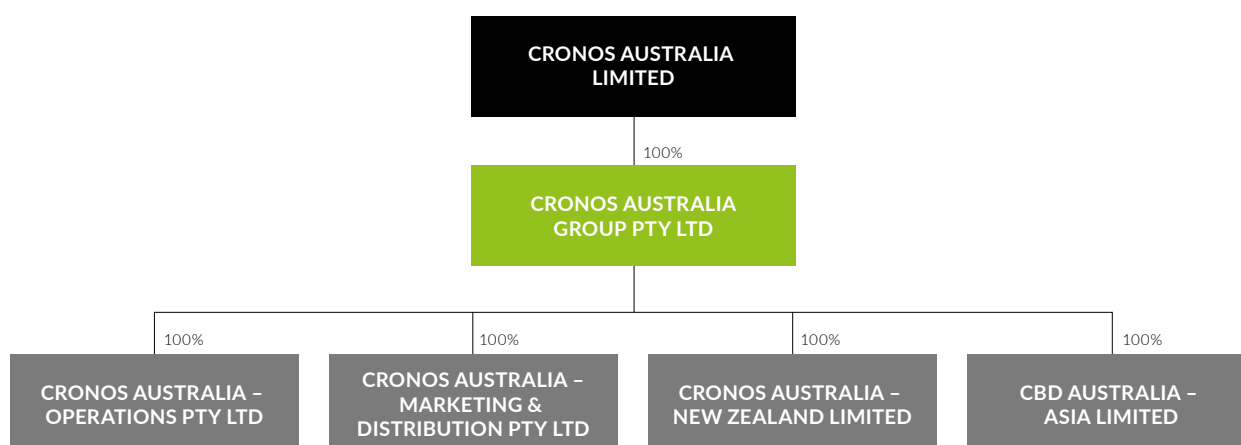 CRONOS AUSTRALIA
LIMITED
100%
CRONOS AUSTRALIA
GROUP PTY LTD
100%
100%
100%
100%
CRONOS AUSTRALIA –
OPERATIONS PTY LTD
CRONOS AUSTRALIA –
MARKETING &
DISTRIBUTION PTY LTD
CRONOS AUSTRALIA –
NEW ZEALAND LIMITED
CBD AUSTRALIA –
ASIA LIMITED